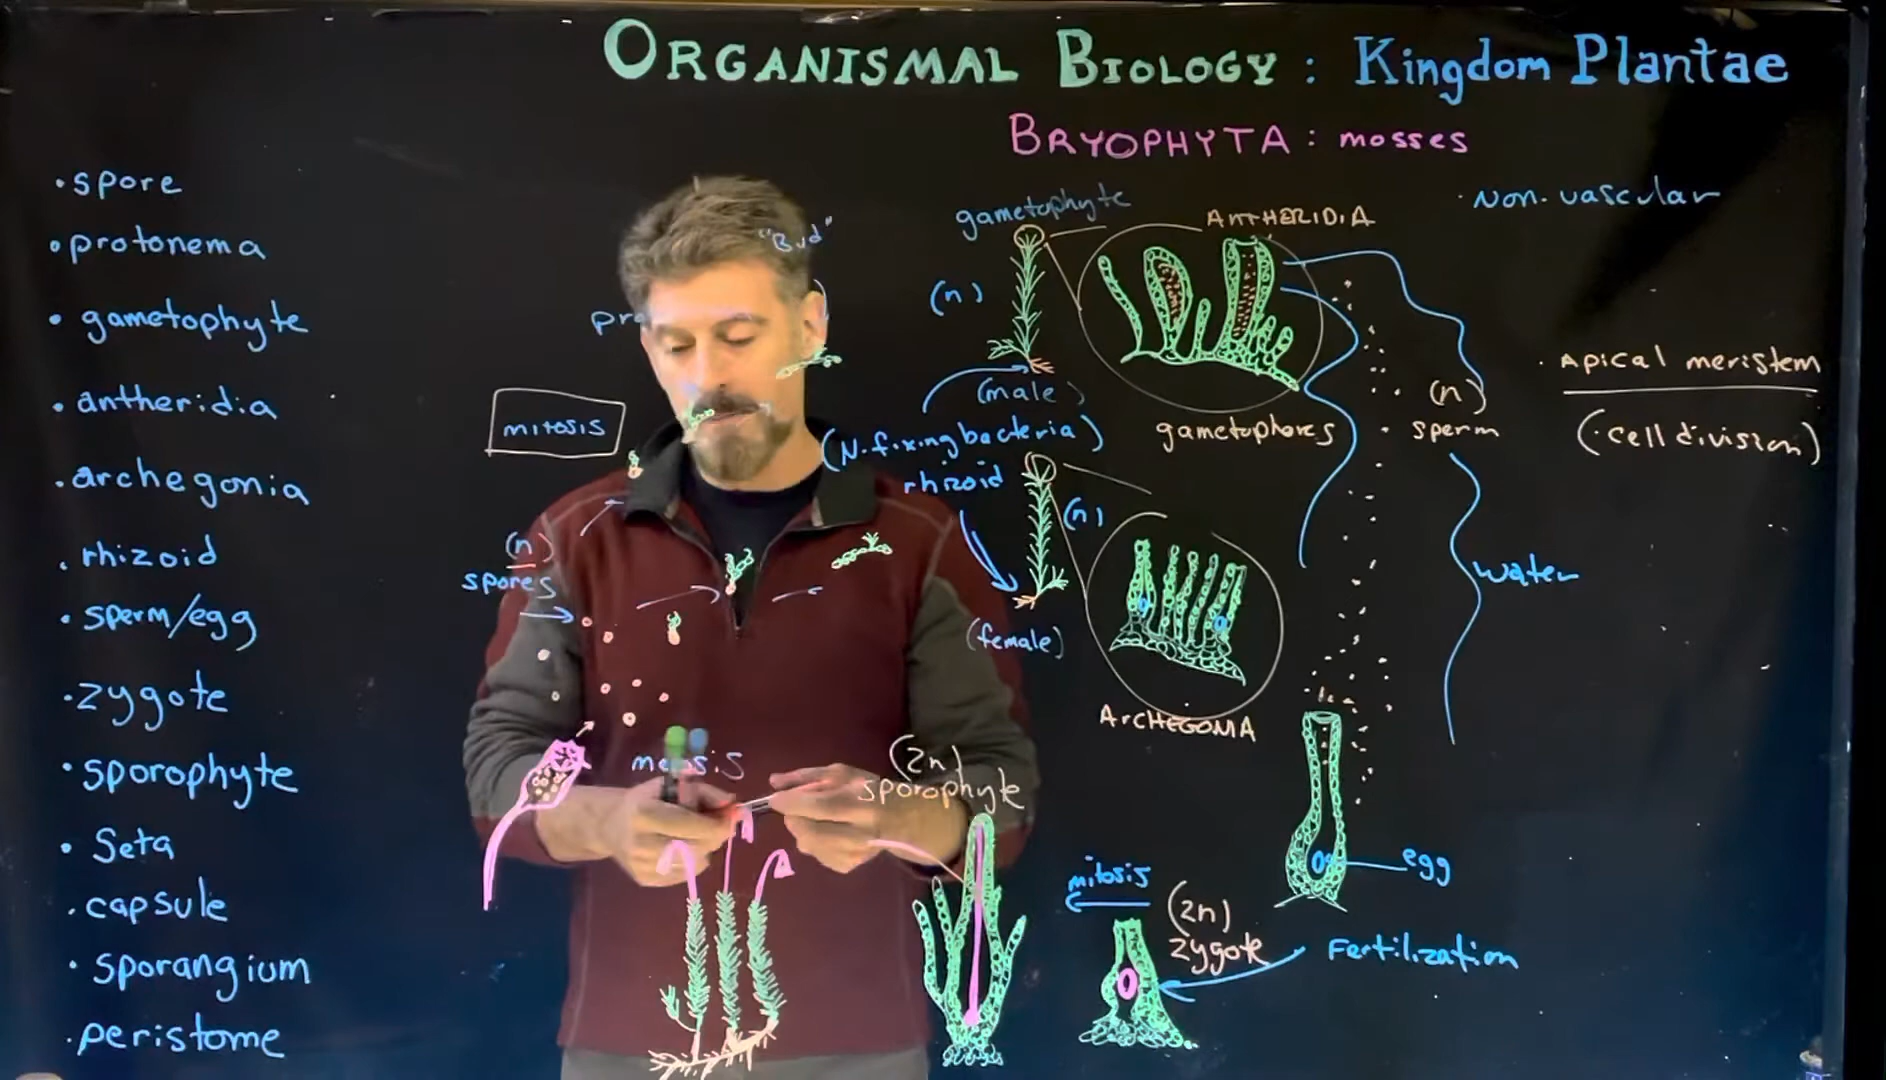 ORGANISMAL BIOLOGY : Kingdom Plantae
BRYOPHYTA : mosses
· spore
· protonema
· gametophyte
· antheridia
· archegonia
· rhizoid
· sperm/egg
· zygote
· sporophyte
· Seta
· capsule
· sporangium
· peristome
"Bud"
mitosis
(n)
spores
meiosis
gametophyte
(n)
(male)
(N-fixing bacteria)
rhizoid
(n)
(female)
ANTHERIDIA
gametophores
ARCHEGONIA
· Non-vascular
· Apical meristem
(· cell division)
(n)
sperm
water
egg
Fertilization
(2n)
zygote
mitosis
(2n)
sporophyte